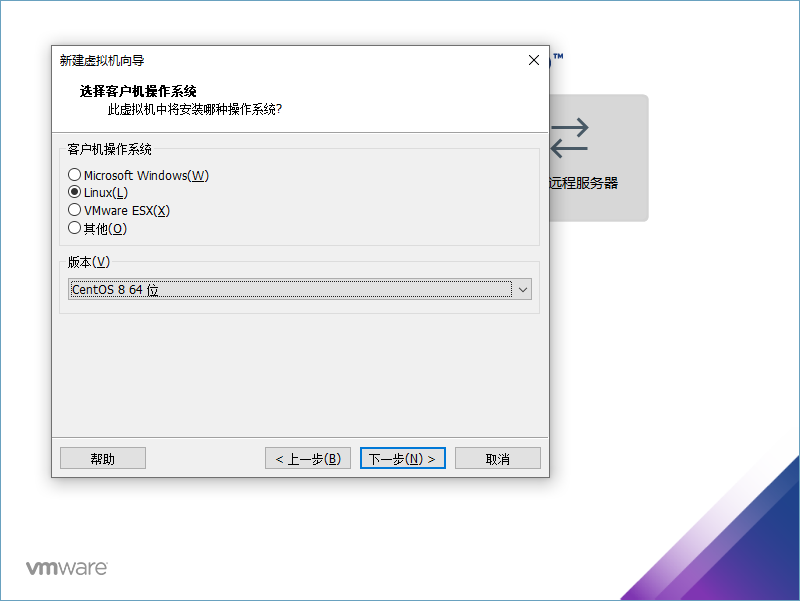 新建虚拟机向导
™
选择客户机操作系统
此虚拟机中将安装哪种操作系统?
客户机操作系统
Microsoft Windows(W)
Linux(L)
VMware ESX(X)
其他(O)
远程服务器
版本(V)
CentOS 8 64 位
帮助
< 上一步(B)
下一步(N) >
取消
vmware